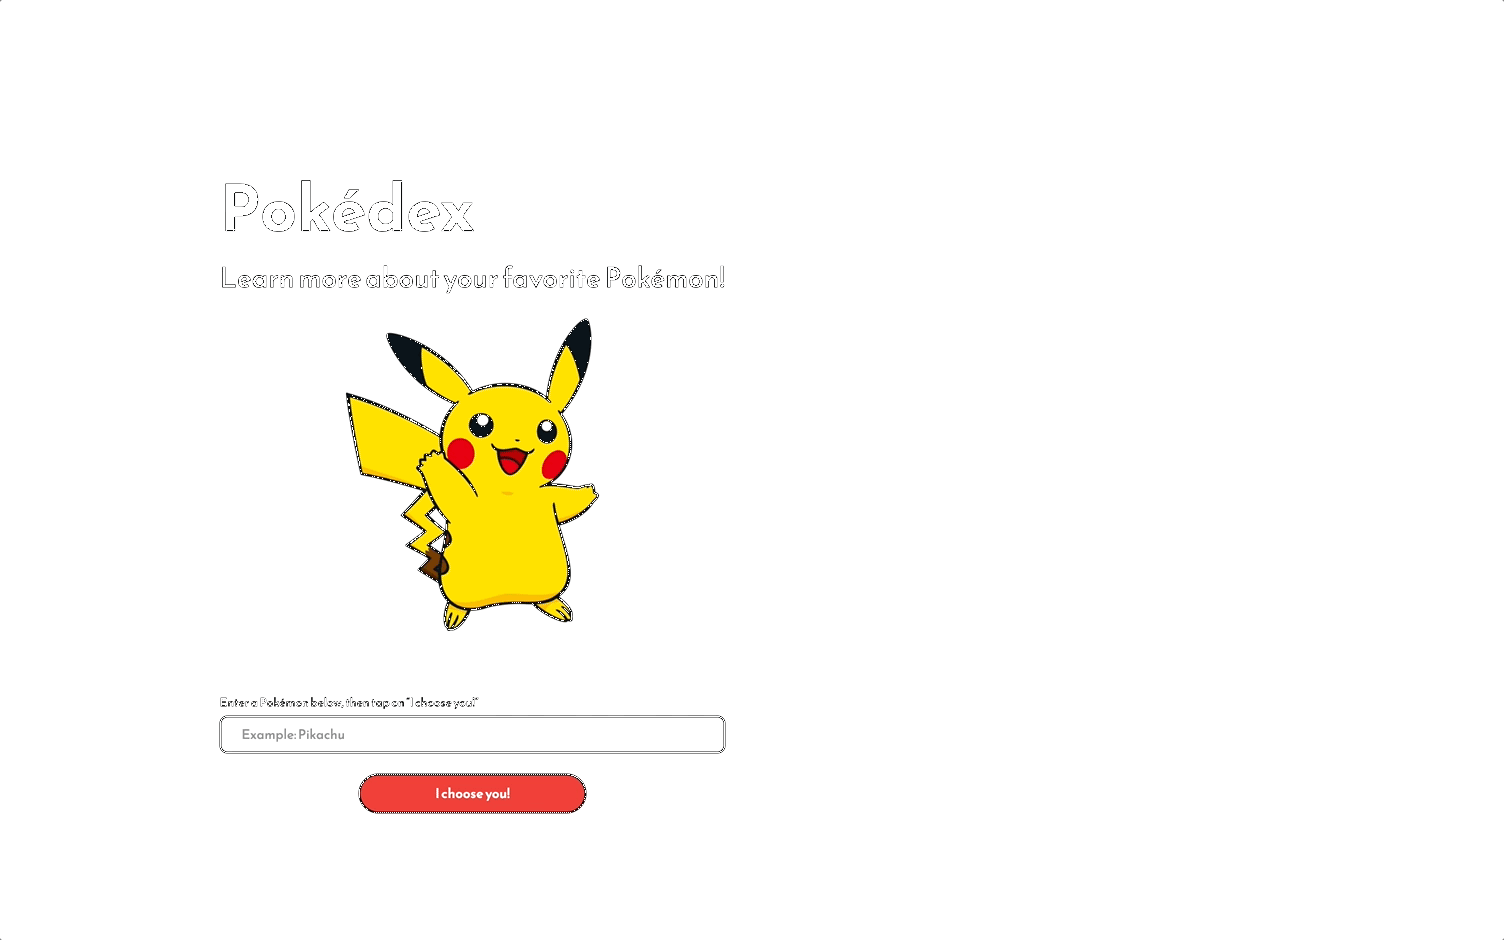 Pokédex
Learn more about your favorite Pokémon!
Enter a Pokémon below, then tap on "I choose you!"
Example: Pikachu
I choose you!